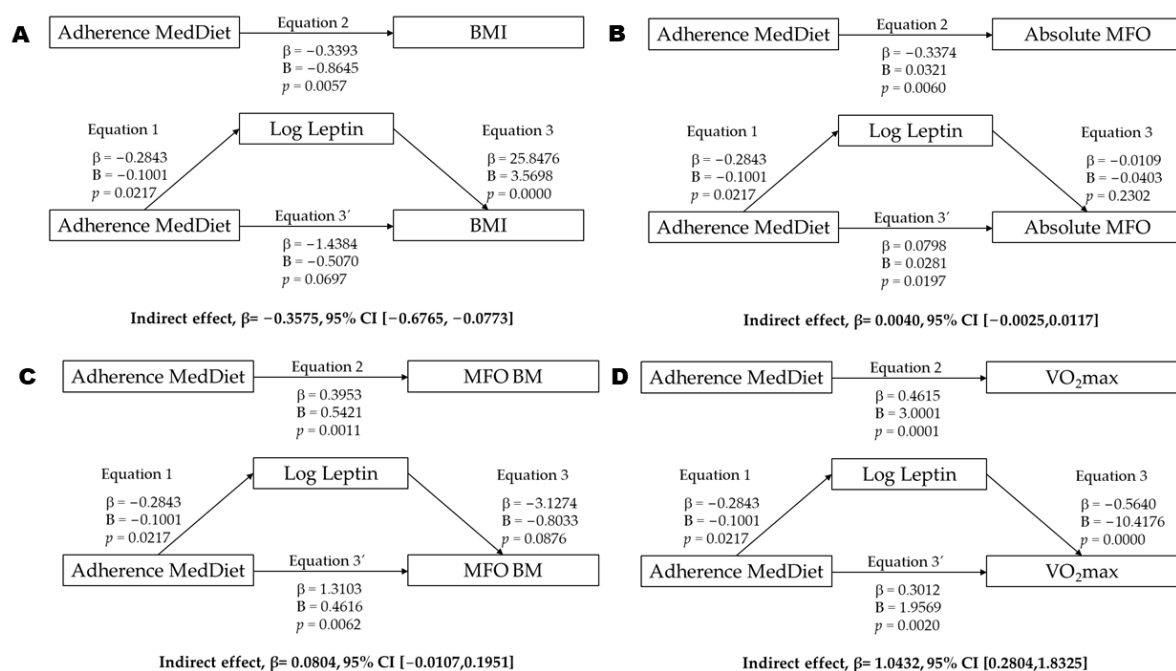 A
Adherence MedDiet
Equation 2
BMI
β = −0.3393
B = −0.8645
p = 0.0057
Equation 1
β = −0.2843
B = −0.1001
p = 0.0217
Log Leptin
Equation 3
β = 25.8476
B = 3.5698
p = 0.0000
Adherence MedDiet
Equation 3′
BMI
β = −1.4384
B = −0.5070
p = 0.0697
Indirect effect, β= −0.3575, 95% CI [−0.6765, −0.0773]
B
Adherence MedDiet
Equation 2
Absolute MFO
β = −0.3374
B = 0.0321
p = 0.0060
Equation 1
β = −0.2843
B = −0.1001
p = 0.0217
Log Leptin
Equation 3
β = −0.0109
B = −0.0403
p = 0.2302
Adherence MedDiet
Equation 3′
Absolute MFO
β = 0.0798
B = 0.0281
p = 0.0197
Indirect effect, β= 0.0040, 95% CI [−0.0025,0.0117]
C
Adherence MedDiet
Equation 2
MFO BM
β = 0.3953
B = 0.5421
p = 0.0011
Equation 1
β = −0.2843
B = −0.1001
p = 0.0217
Log Leptin
Equation 3
β = −3.1274
B = −0.8033
p = 0.0876
Adherence MedDiet
Equation 3′
MFO BM
β = 1.3103
B = 0.4616
p = 0.0062
Indirect effect, β= 0.0804, 95% CI [−0.0107,0.1951]
D
Adherence MedDiet
Equation 2
VO₂max
β = 0.4615
B = 3.0001
p = 0.0001
Equation 1
β = −0.2843
B = −0.1001
p = 0.0217
Log Leptin
Equation 3
β = −0.5640
B = −10.4176
p = 0.0000
Adherence MedDiet
Equation 3′
VO₂max
β = 0.3012
B = 1.9569
p = 0.0020
Indirect effect, β= 1.0432, 95% CI [0.2804,1.8325]